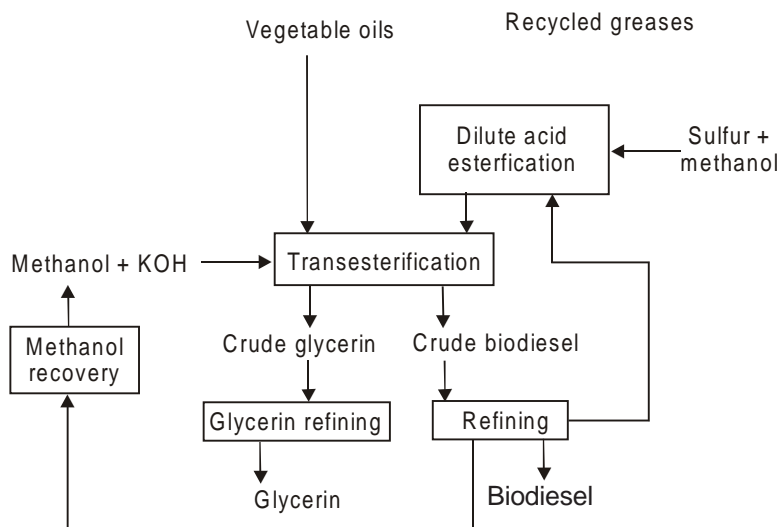 Vegetable oils
Recycled greases
Dilute acid
esterfication
Sulfur +
methanol
Methanol + KOH
Transesterification
Methanol
recovery
Crude glycerin
Crude biodiesel
Glycerin refining
Refining
Glycerin
Biodiesel